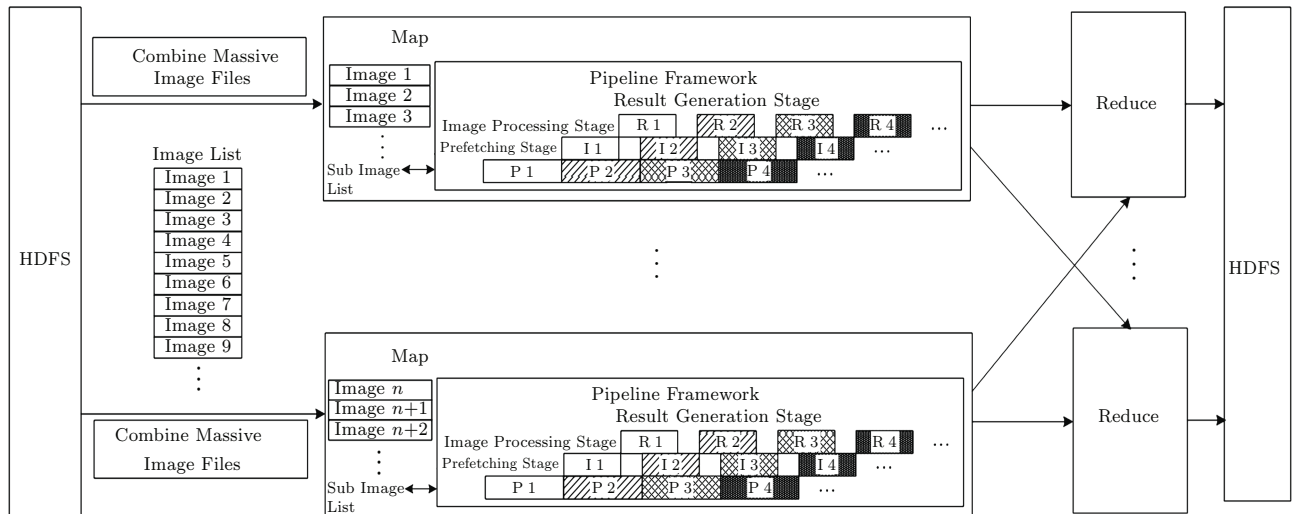 HDFS
Combine Massive
Image Files
Image List
Image 1
Image 2
Image 3
Image 4
Image 5
Image 6
Image 7
Image 8
Image 9
⋮
Combine Massive
Image Files
Map
Image 1
Image 2
Image 3
⋮
Sub Image
List
Pipeline Framework
Result Generation Stage
Image Processing Stage R 1 R 2 R 3 R 4 ...
Prefetching Stage I 1 I 2 I 3 I 4 ...
P 1 P 2 P 3 P 4 ...
⋮
Map
Image n
Image n+1
Image n+2
⋮
Sub Image
List
Pipeline Framework
Result Generation Stage
Image Processing Stage R 1 R 2 R 3 R 4 ...
Prefetching Stage I 1 I 2 I 3 I 4 ...
P 1 P 2 P 3 P 4 ...
Reduce
⋮
Reduce
HDFS